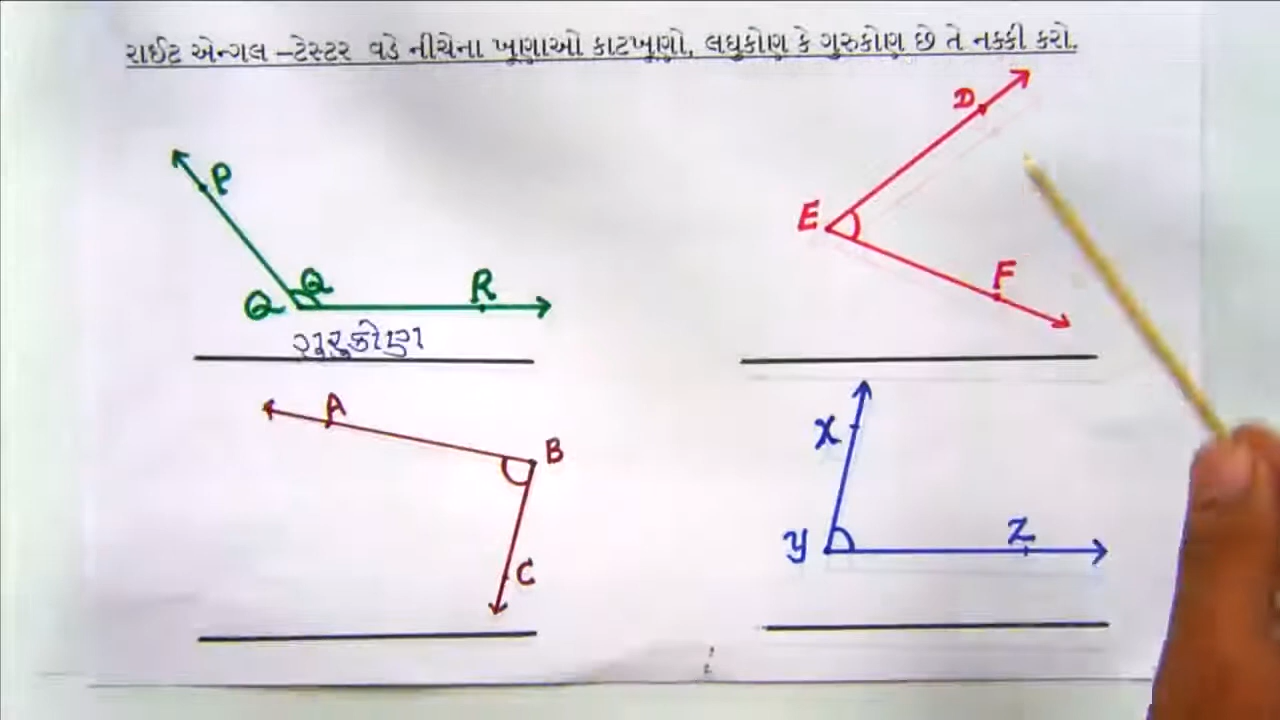 રાઈટ એન્ગલ –ટેસ્ટર વડે નીચેના ખૂણાઓ કાટખૂણો, લઘુકોણ કે ગુરુકોણ છે તે નક્કી કરો.
P
Q
Q
R
ગુરુકોણ
D
E
F
A
B
C
X
y
Z